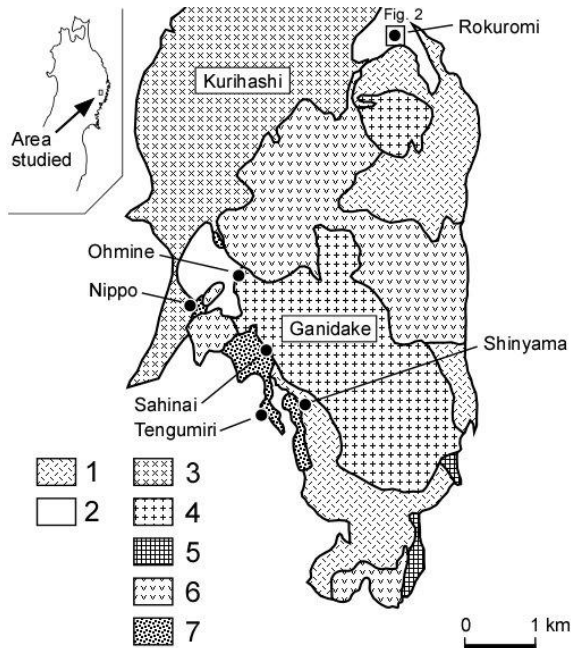 Fig. 2
Rokuromi
Kurihashi
Area
studied
Ohmine
Nippo
Ganidake
Shinyama
Sahinai
Tengumiri
1
2
3
4
5
6
7
0 1 km